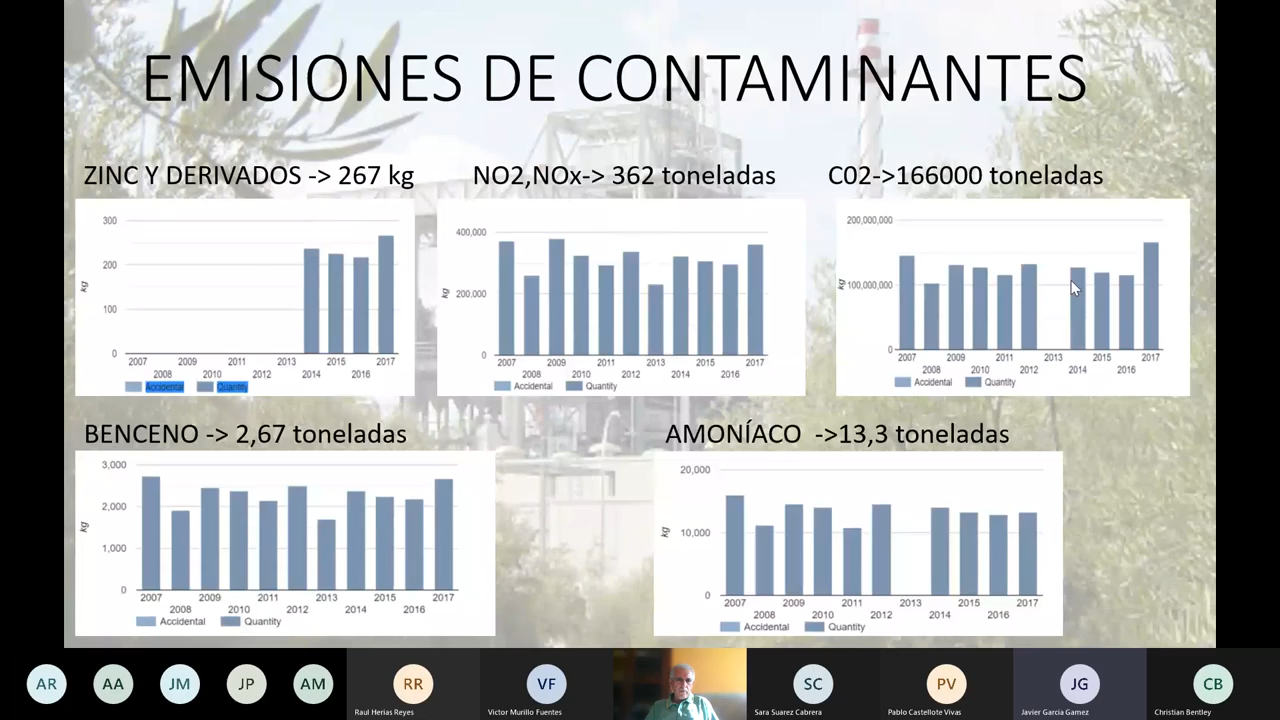 EMISIONES DE CONTAMINANTES
ZINC Y DERIVADOS -> 267 kg
300
200
100
0
kg
2007 2009 2011 2013 2015 2017
2008 2010 2012 2014 2016
Accidental Quantity
NO2,NOx-> 362 toneladas
400,000
200.000
0
kg
2007 2009 2011 2013 2015 2017
2008 2010 2012 2014 2016
Accidental Quantity
C02->166000 toneladas
200,000,000
100,000,000
0
kg
2007 2009 2011 2013 2015 2017
2008 2010 2012 2014 2016
Accidental Quantity
BENCENO -> 2,67 toneladas
3,000
2,000
1,000
0
kg
2007 2009 2011 2013 2015 2017
2008 2010 2012 2014 2016
Accidental Quantity
AMONÍACO ->13,3 toneladas
20,000
10,000
0
kg
2007 2009 2011 2013 2015 2017
2008 2010 2012 2014 2016
Accidental Quantity
AR AA JM JP AM RR VF SC PV JG CB
Raul Herias Reyes Victor Murillo Fuentes Sara Suarez Cabrera Pablo Castellote Vivas Javier Garcia Gamez Christian Bentley